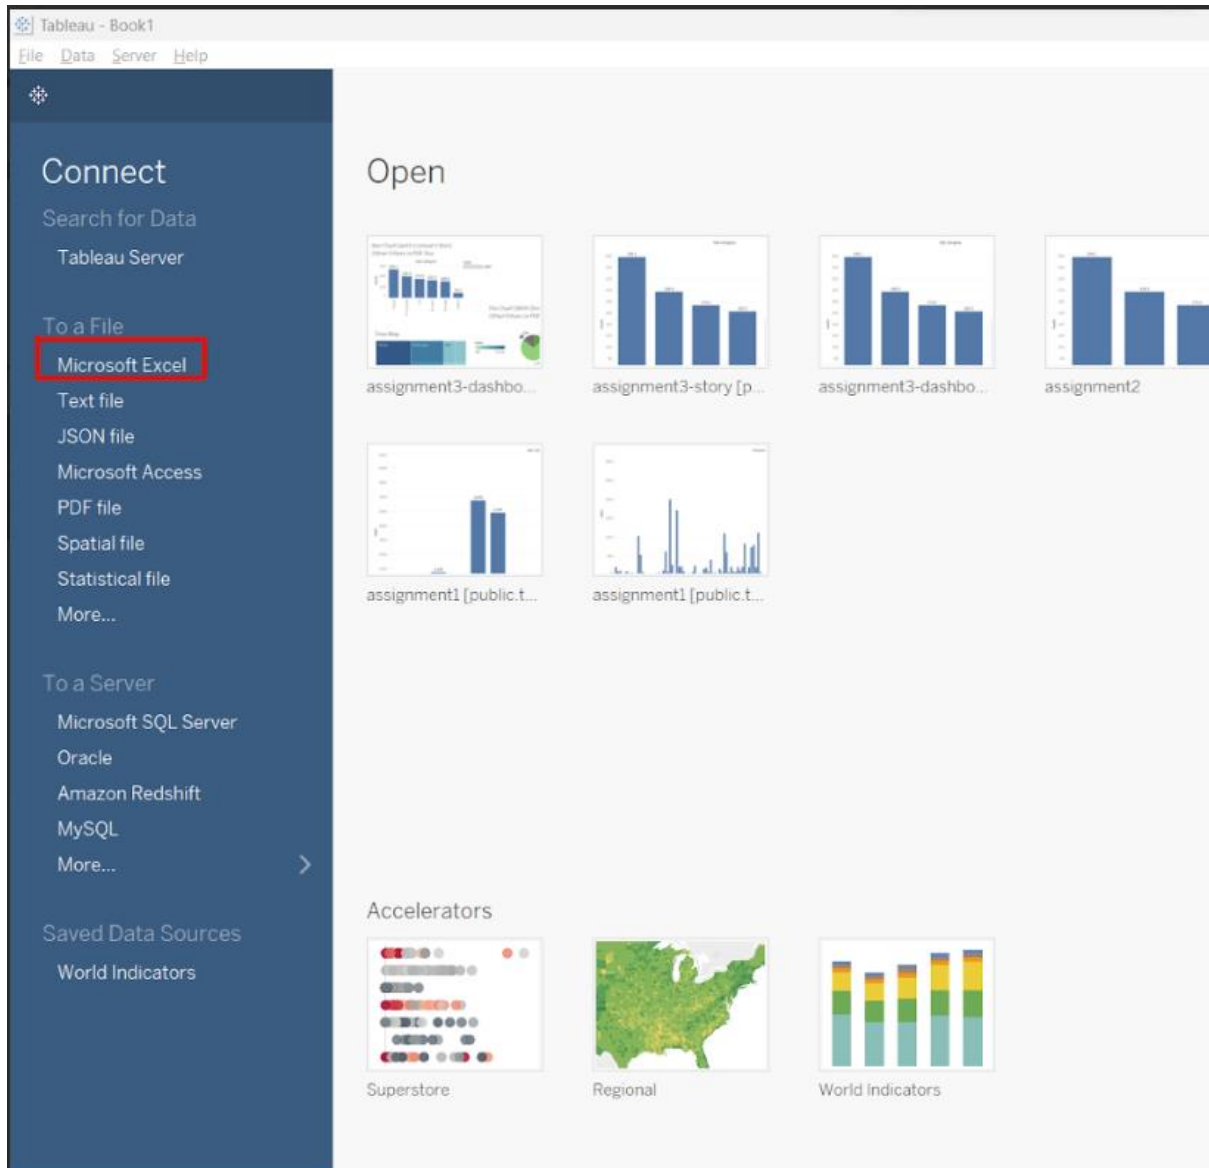 Tableau - Book1
File Data Server Help
Connect
Search for Data
Tableau Server
To a File
Microsoft Excel
Text file
JSON file
Microsoft Access
PDF file
Spatial file
Statistical file
More...
To a Server
Microsoft SQL Server
Oracle
Amazon Redshift
MySQL
More...
Saved Data Sources
World Indicators
Open
assignment3-dashbo...
assignment3-story [p...
assignment3-dashbo...
assignment2
assignment1 [public.t...
assignment1 [public.t...
Accelerators
Superstore
Regional
World Indicators